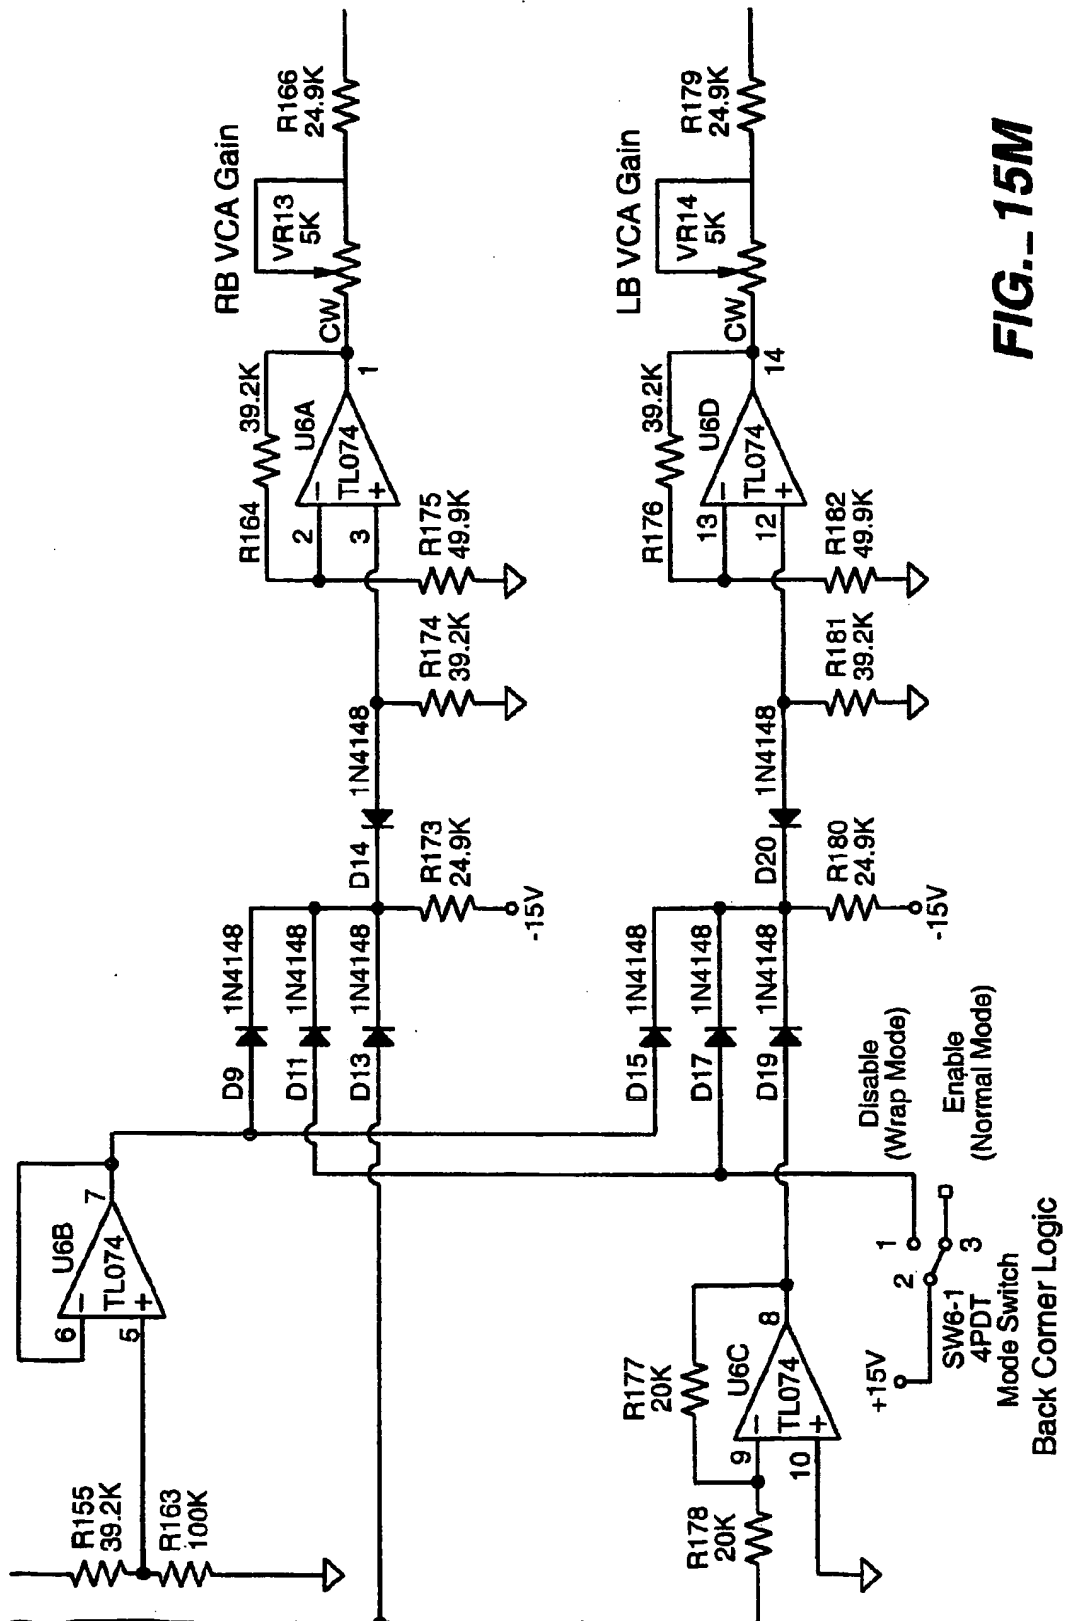 R155
39.2K
R163
100K
6
5
U6B
TL074
−
+
7
D9
1N4148
D11
1N4148
D13
1N4148
D14
1N4148
R173
24.9K
-15V
R174
39.2K
R164
39.2K
2
3
U6A
TL074
−
+
1
R175
49.9K
RB VCA Gain
CW
VR13
5K
R166
24.9K
R178
20K
R177
20K
9
10
U6C
TL074
−
+
8
D15
1N4148
D17
1N4148
D19
1N4148
D20
1N4148
R180
24.9K
-15V
R181
39.2K
R176
39.2K
13
12
U6D
TL074
−
+
14
R182
49.9K
LB VCA Gain
CW
VR14
5K
R179
24.9K
+15V
2
1
3
SW6-1
4PDT
Mode Switch
Disable
(Wrap Mode)
Enable
(Normal Mode)
Back Corner Logic
FIG._15M